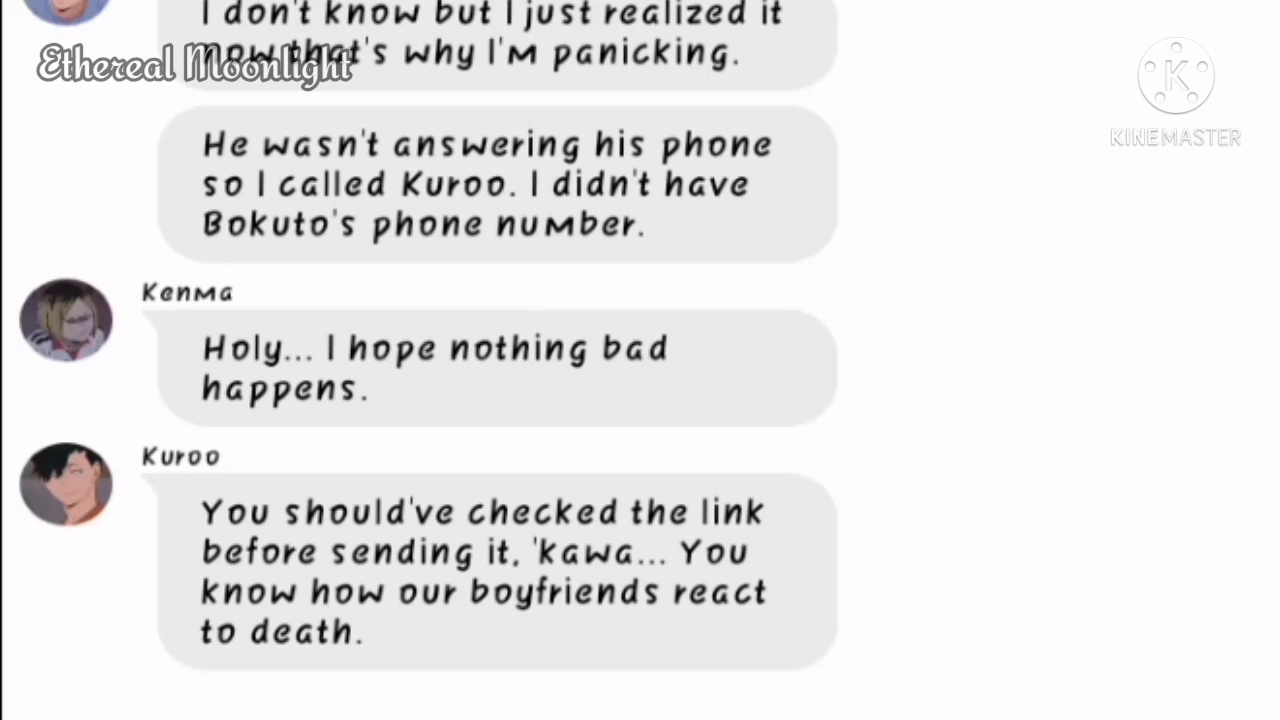 I don't know but I just realized it
now that's why I'm panicking.
Ethereal Moonlight
K
KINEMASTER
He wasn't answering his phone
so I called Kuroo. I didn't have
Bokuto's phone number.
Kenma
Holy... I hope nothing bad
happens.
Kuroo
You should've checked the link
before sending it, 'kawa... You
know how our boyfriends react
to death.